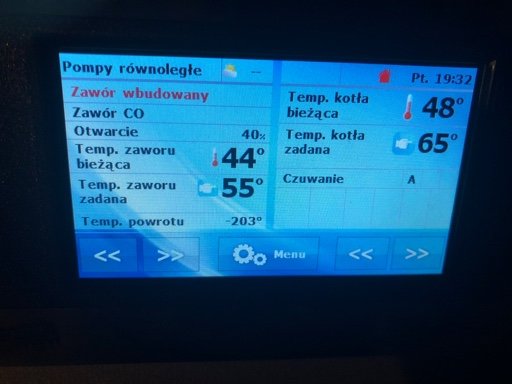 Pompy równoległe
--
Pt. 19:32
Zawór wbudowany
Zawór CO
Otwarcie 40%
Temp. zaworu
bieżąca 44°
Temp. zaworu
zadana 55°
Temp. powrotu -203°
Temp. kotła
bieżąca 48°
Temp. kotła
zadana 65°
Czuwanie A
<< >> Menu << >>